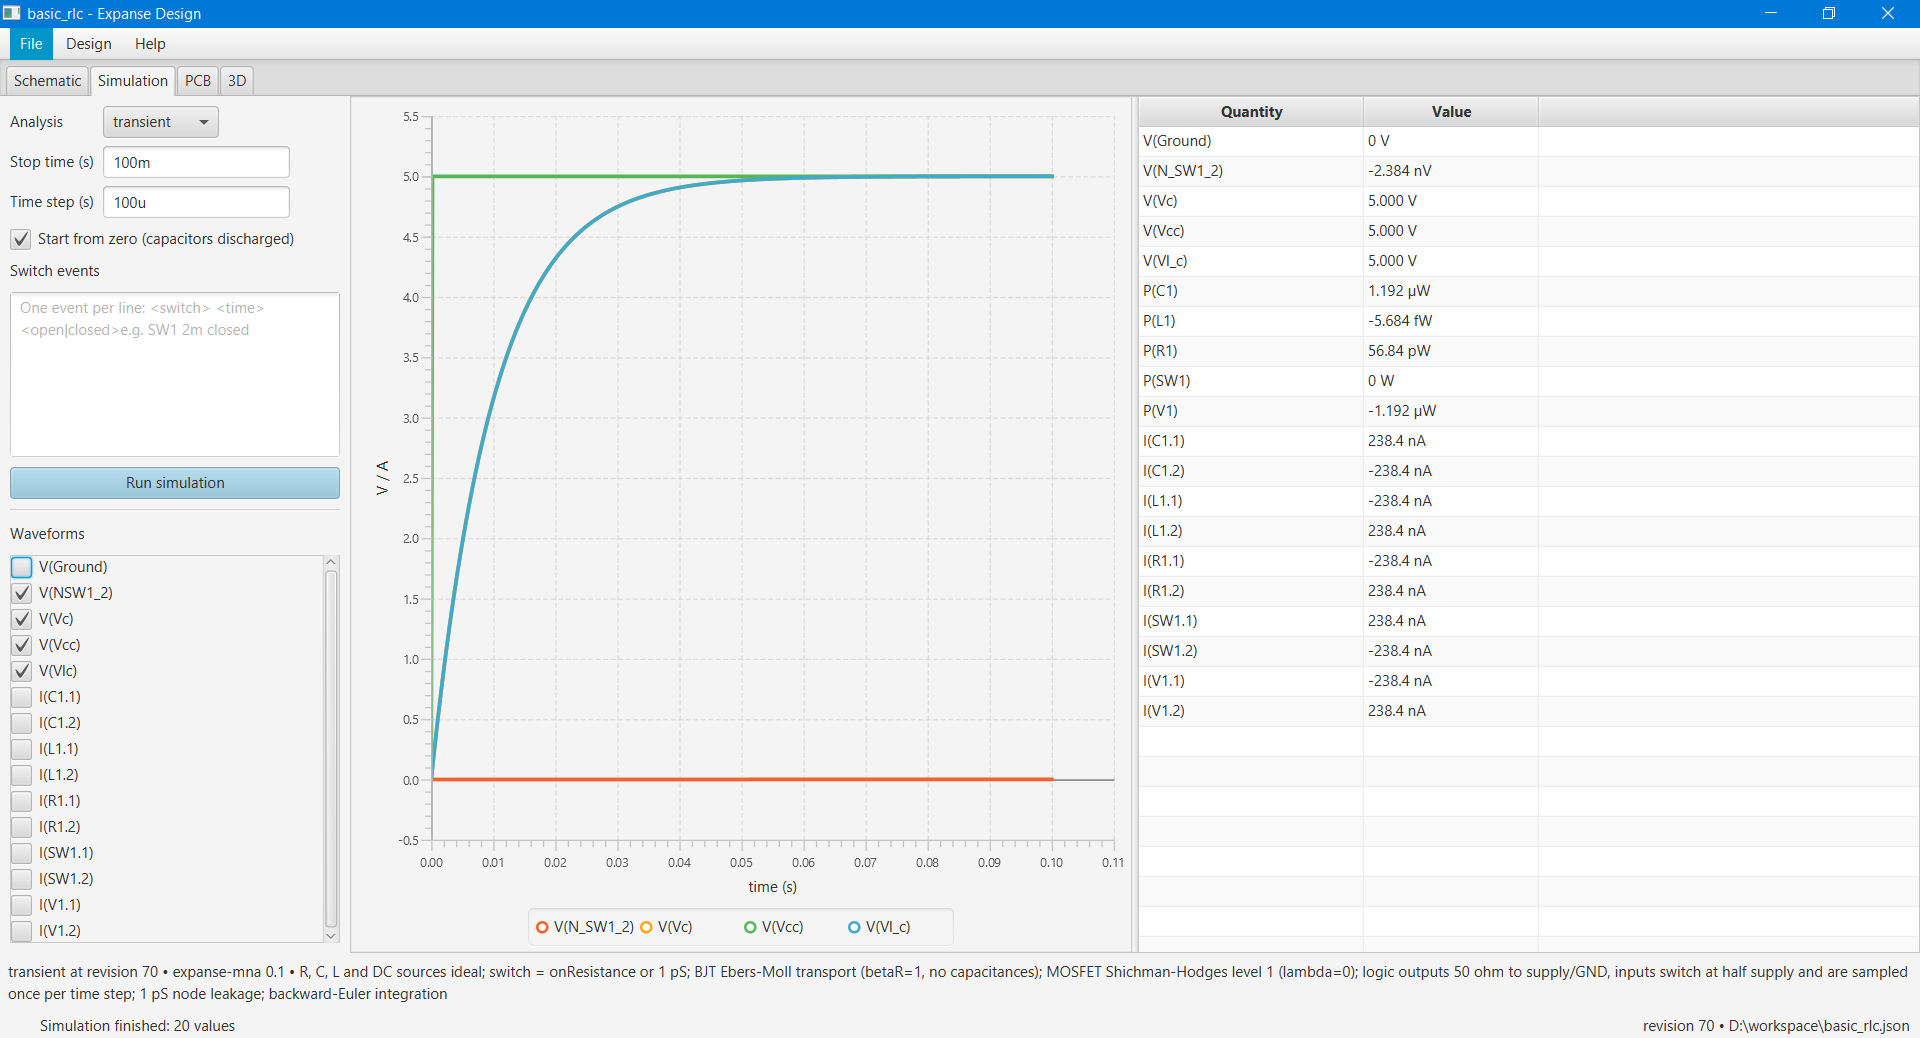 basic_rlc - Expanse Design
File Design Help
Schematic Simulation PCB 3D
Analysis transient
Stop time (s) 100m
Time step (s) 100u
Start from zero (capacitors discharged)
Switch events
One event per line: <switch> <time>
<open|closed>e.g. SW1 2m closed
Run simulation
Waveforms
V(Ground)
V(NSW1_2)
V(Vc)
V(Vcc)
V(VIc)
I(C1.1)
I(C1.2)
I(L1.1)
I(L1.2)
I(R1.1)
I(R1.2)
I(SW1.1)
I(SW1.2)
I(V1.1)
I(V1.2)
5.5
5.0
4.5
4.0
3.5
3.0
2.5
2.0
1.5
1.0
0.5
0.0
-0.5
V / A
0.00 0.01 0.02 0.03 0.04 0.05 0.06 0.07 0.08 0.09 0.10 0.11
time (s)
V(N_SW1_2) V(Vc) V(Vcc) V(VI_c)
Quantity Value
V(Ground) 0 V
V(N_SW1_2) -2.384 nV
V(Vc) 5.000 V
V(Vcc) 5.000 V
V(VI_c) 5.000 V
P(C1) 1.192 µW
P(L1) -5.684 fW
P(R1) 56.84 pW
P(SW1) 0 W
P(V1) -1.192 µW
I(C1.1) 238.4 nA
I(C1.2) -238.4 nA
I(L1.1) -238.4 nA
I(L1.2) 238.4 nA
I(R1.1) -238.4 nA
I(R1.2) 238.4 nA
I(SW1.1) 238.4 nA
I(SW1.2) -238.4 nA
I(V1.1) -238.4 nA
I(V1.2) 238.4 nA
transient at revision 70 • expanse-mna 0.1 • R, C, L and DC sources ideal; switch = onResistance or 1 pS; BJT Ebers-Moll transport (betaR=1, no capacitances); MOSFET Shichman-Hodges level 1 (lambda=0); logic outputs 50 ohm to supply/GND, inputs switch at half supply and are sampled
once per time step; 1 pS node leakage; backward-Euler integration
Simulation finished: 20 values
revision 70 • D:\workspace\basic_rlc.json